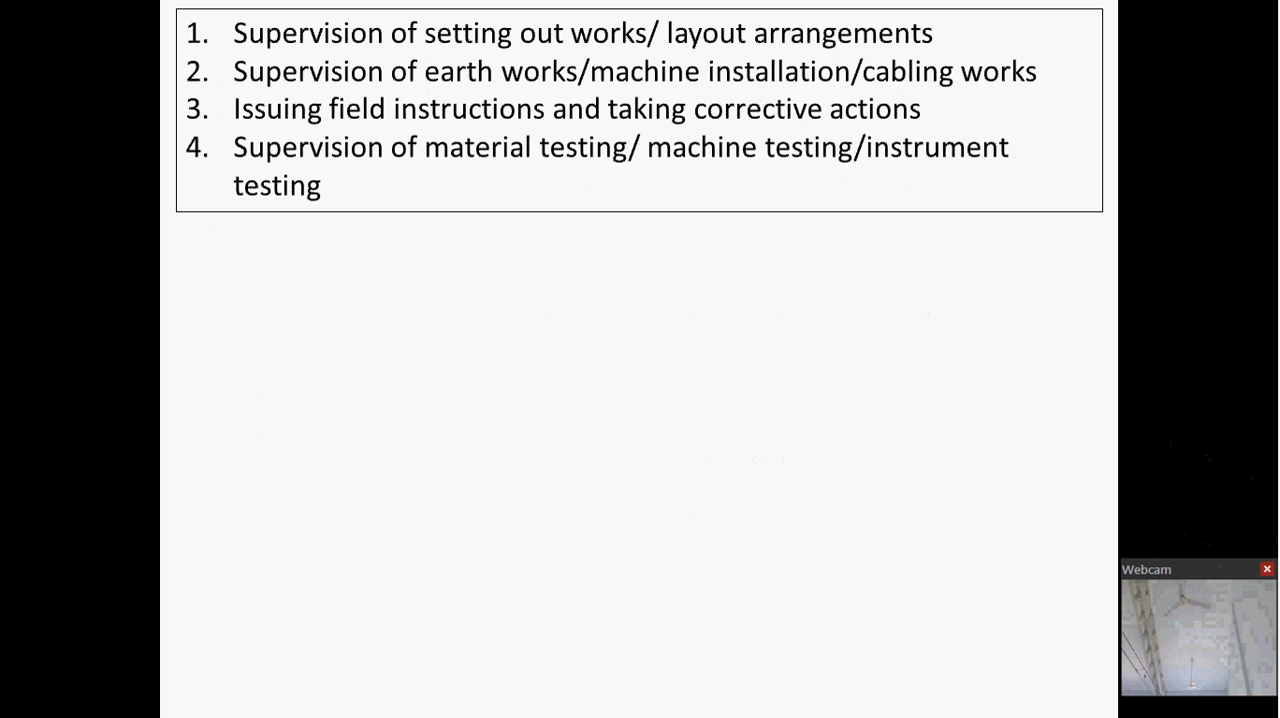 1. Supervision of setting out works/ layout arrangements
2. Supervision of earth works/machine installation/cabling works
3. Issuing field instructions and taking corrective actions
4. Supervision of material testing/ machine testing/instrument
testing
Webcam